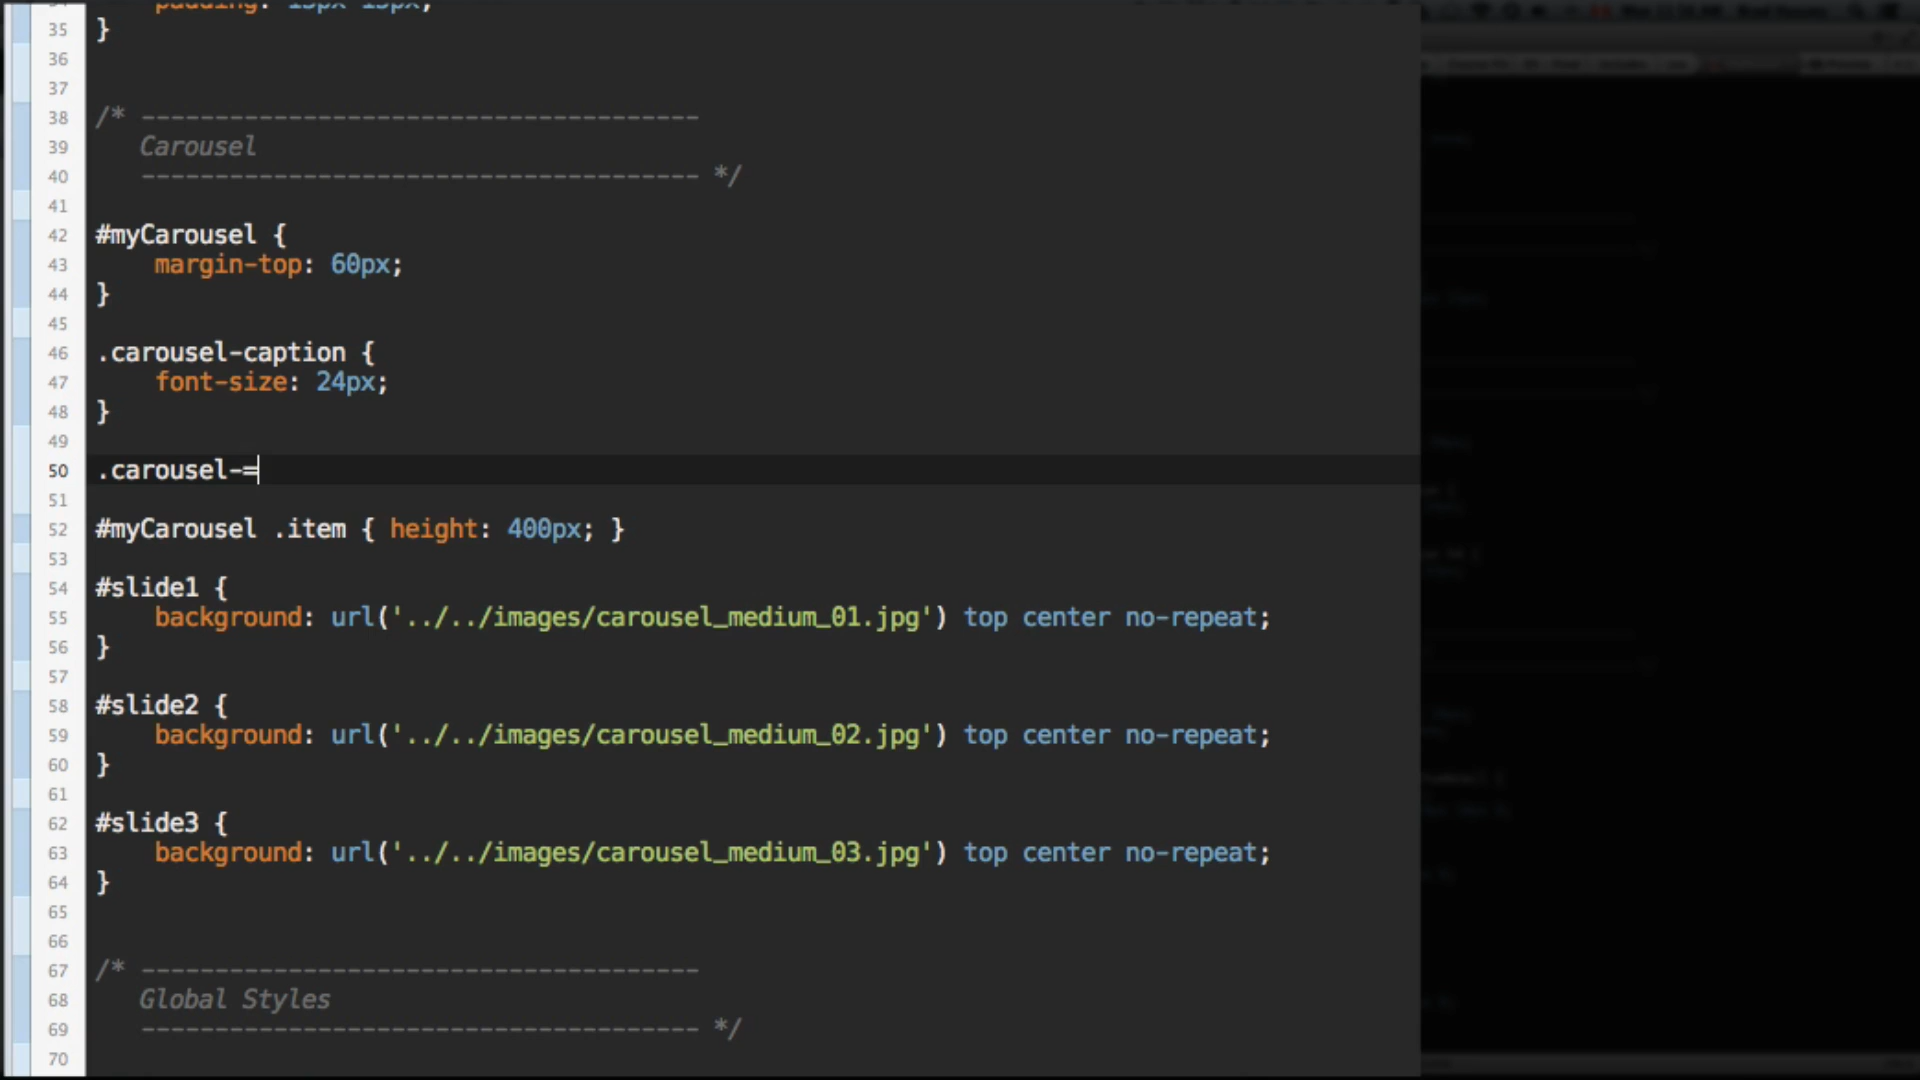 34 padding: 15px 15px;
35 }
36
37
38 /* --------------------------------------
39 Carousel
40 -------------------------------------- */
41
42 #myCarousel {
43 margin-top: 60px;
44 }
45
46 .carousel-caption {
47 font-size: 24px;
48 }
49
50 .carousel-=
51
52 #myCarousel .item { height: 400px; }
53
54 #slide1 {
55 background: url('../../images/carousel_medium_01.jpg') top center no-repeat;
56 }
57
58 #slide2 {
59 background: url('../../images/carousel_medium_02.jpg') top center no-repeat;
60 }
61
62 #slide3 {
63 background: url('../../images/carousel_medium_03.jpg') top center no-repeat;
64 }
65
66
67 /* --------------------------------------
68 Global Styles
69 -------------------------------------- */
70